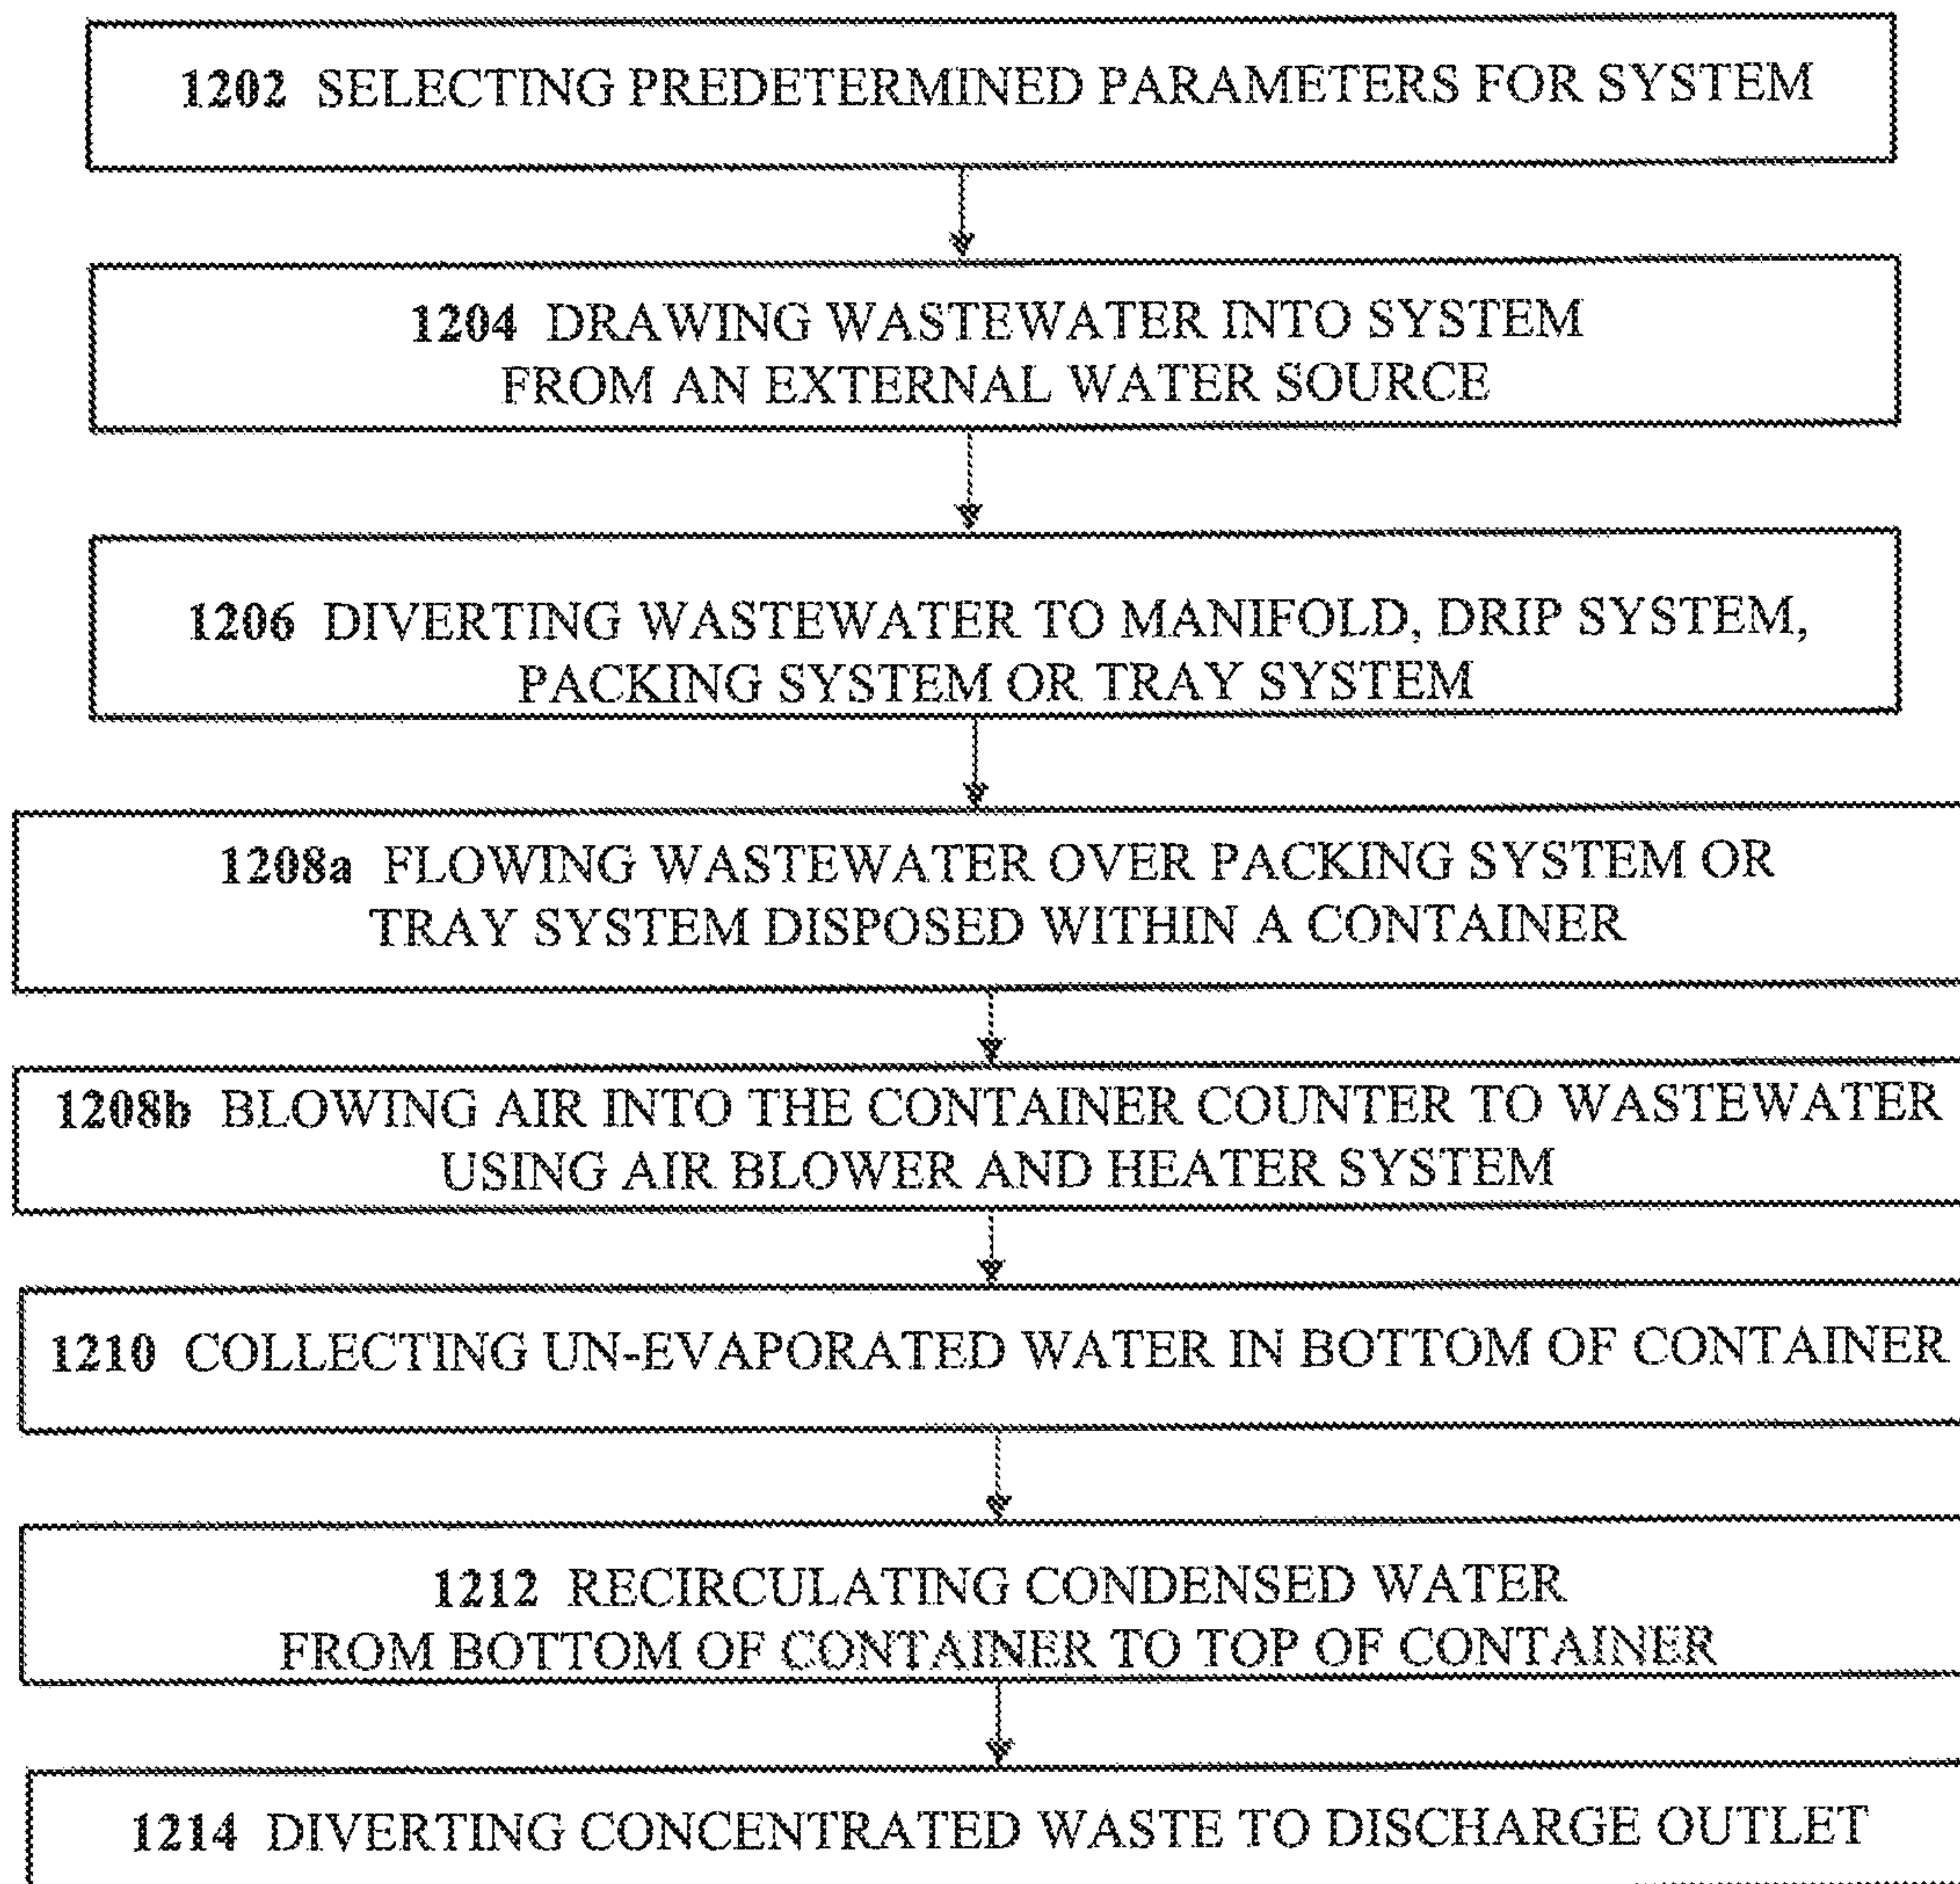 1202 SELECTING PREDETERMINED PARAMETERS FOR SYSTEM
1204 DRAWING WASTEWATER INTO SYSTEM
FROM AN EXTERNAL WATER SOURCE
1206 DIVERTING WASTEWATER TO MANIFOLD, DRIP SYSTEM,
PACKING SYSTEM OR TRAY SYSTEM
1208a FLOWING WASTEWATER OVER PACKING SYSTEM OR
TRAY SYSTEM DISPOSED WITHIN A CONTAINER
1208b BLOWING AIR INTO THE CONTAINER COUNTER TO WASTEWATER
USING AIR BLOWER AND HEATER SYSTEM
1210 COLLECTING UN-EVAPORATED WATER IN BOTTOM OF CONTAINER
1212 RECIRCULATING CONDENSED WATER
FROM BOTTOM OF CONTAINER TO TOP OF CONTAINER
1214 DIVERTING CONCENTRATED WASTE TO DISCHARGE OUTLET